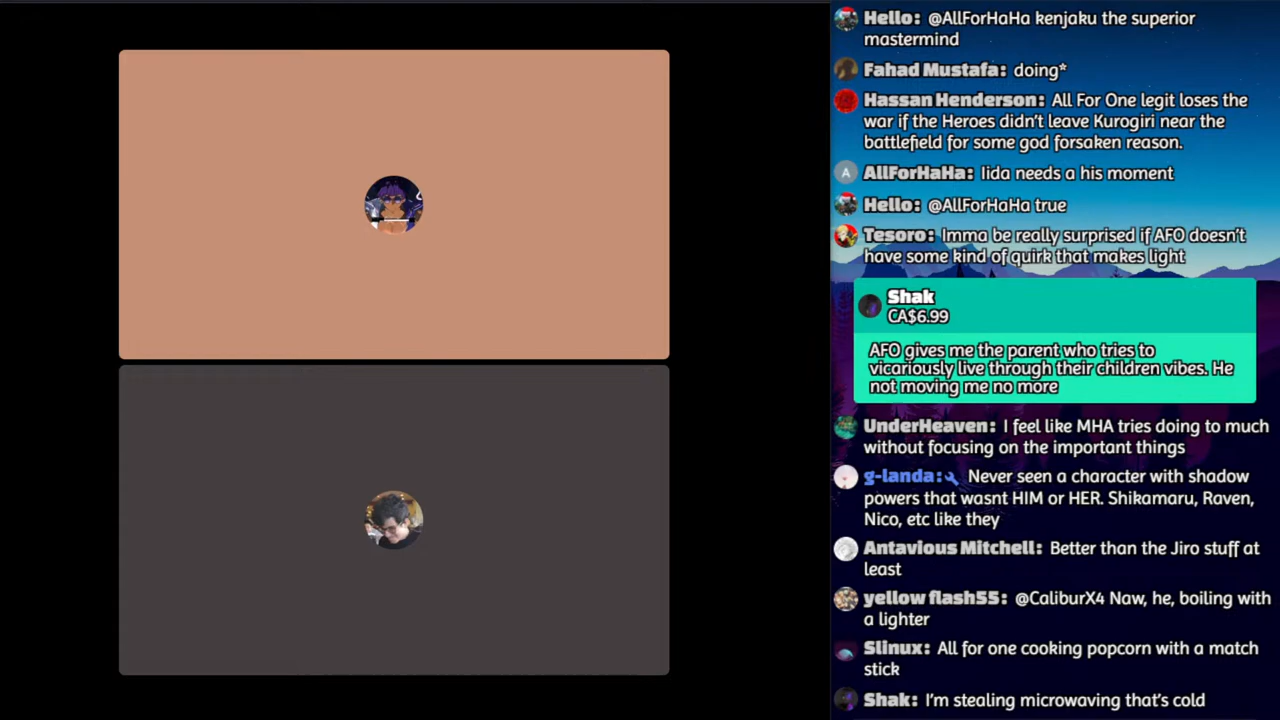 Hello: @AllForHaHa kenjaku the superior
mastermind
Fahad Mustafa: doing*
Hassan Henderson: All For One legit loses the
war if the Heroes didn't leave Kurogiri near the
battlefield for some god forsaken reason.
A AllForHaHa: Iida needs a his moment
Hello: @AllForHaHa true
Tesoro: Imma be really surprised if AFO doesn't
have some kind of quirk that makes light
Shak
CA$6.99
AFO gives me the parent who tries to
vicariously live through their children vibes. He
not moving me no more
UnderHeaven: I feel like MHA tries doing to much
without focusing on the important things
g-landa: Never seen a character with shadow
powers that wasnt HIM or HER. Shikamaru, Raven,
Nico, etc like they
Antavious Mitchell: Better than the Jiro stuff at
least
yellow flash55: @CaliburX4 Naw, he, boiling with
a lighter
Slinux: All for one cooking popcorn with a match
stick
Shak: I'm stealing microwaving that's cold